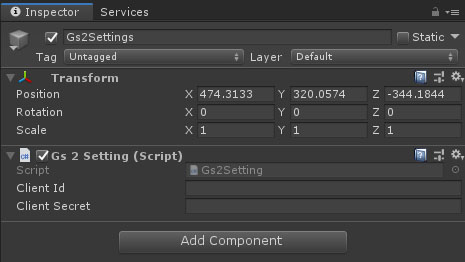 Inspector Services
Gs2Settings Static
Tag Untagged Layer Default
Transform
Position X 474.3133 Y 320.0574 Z -344.1844
Rotation X 0 Y 0 Z 0
Scale X 1 Y 1 Z 1
Gs 2 Setting (Script)
Script Gs2Setting
Client Id
Client Secret
Add Component